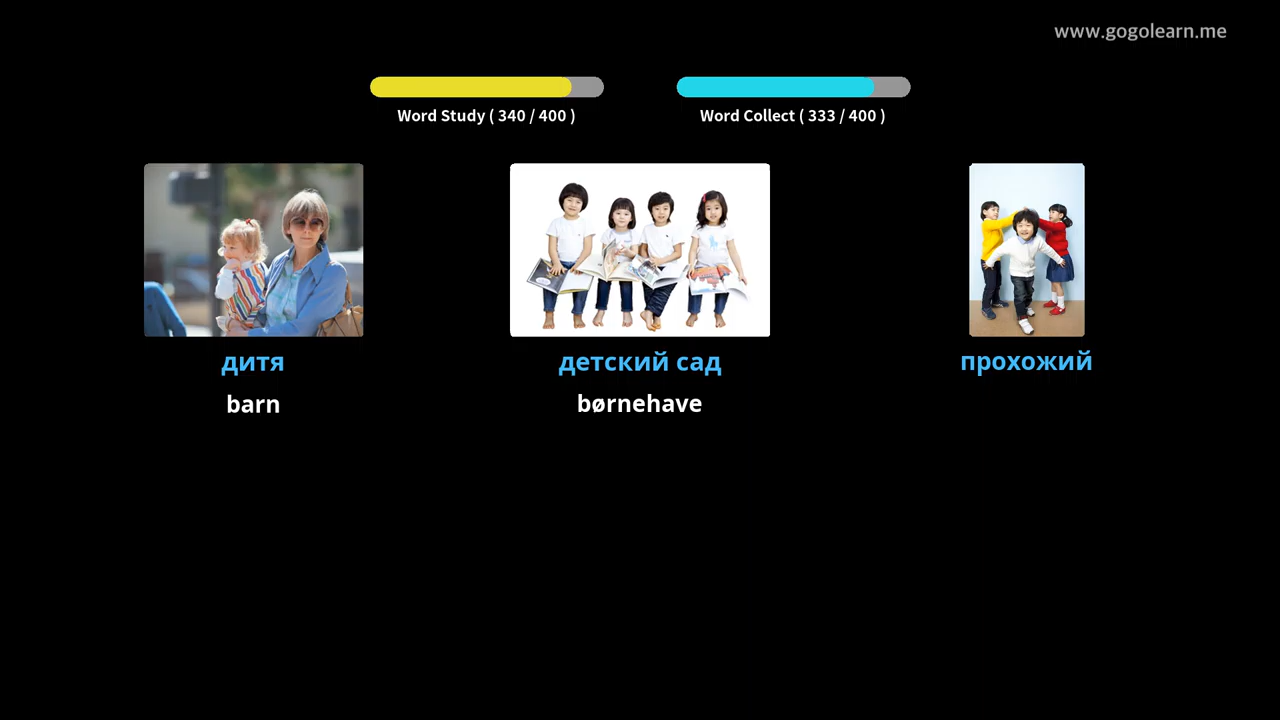 www.gogolearn.me
Word Study ( 340 / 400 )
Word Collect ( 333 / 400 )
дитя
детский сад
прохожий
barn
børnehave